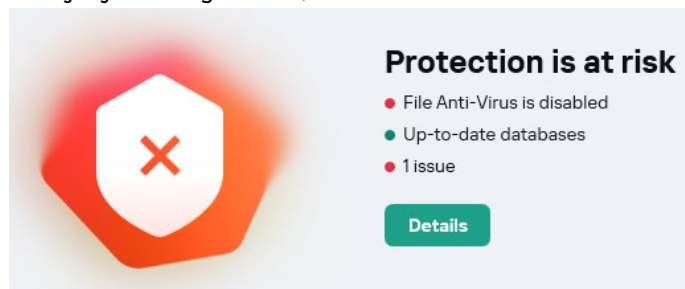 Protection is at risk
File Anti-Virus is disabled
Up-to-date databases
1 issue
Details